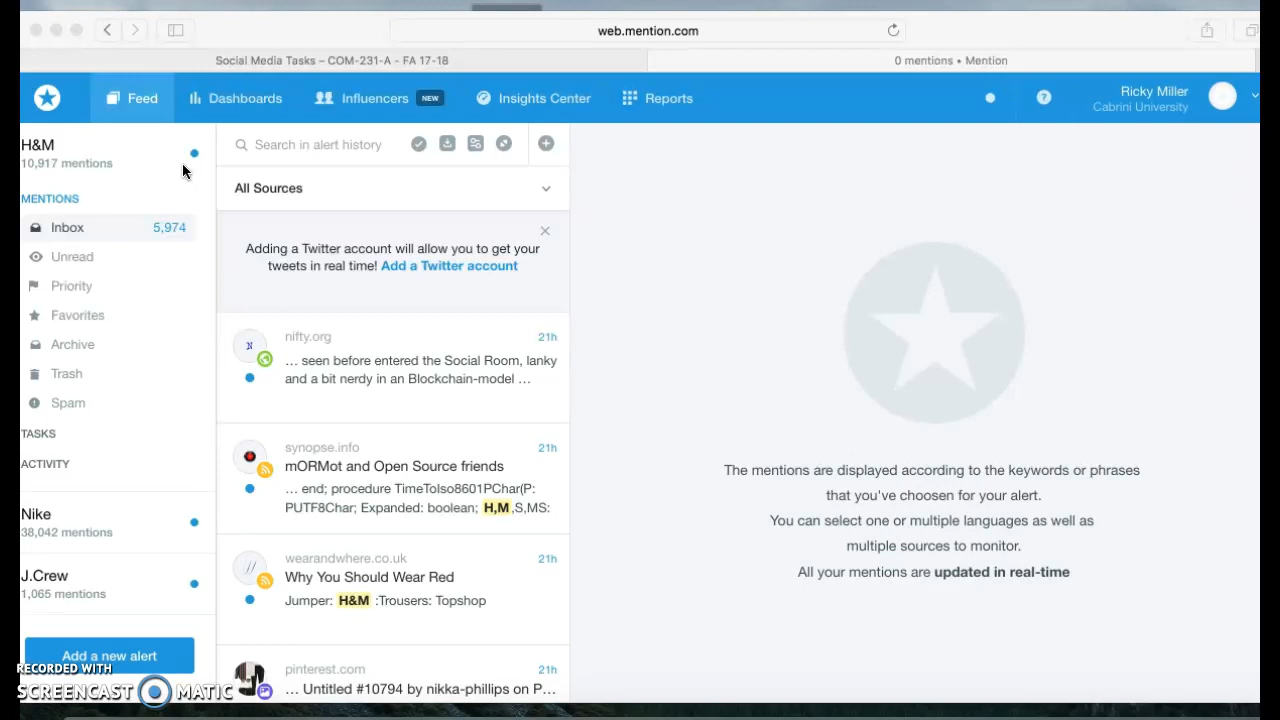 web.mention.com
Social Media Tasks – COM-231-A - FA 17-18
0 mentions • Mention
Feed
Dashboards
Influencers NEW
Insights Center
Reports
?
Ricky Miller
Cabrini University
H&M
10,917 mentions
MENTIONS
Inbox 5,974
Unread
Priority
Favorites
Archive
Trash
Spam
TASKS
ACTIVITY
Nike
38,042 mentions
J.Crew
1,065 mentions
Add a new alert
Search in alert history
All Sources
Adding a Twitter account will allow you to get your
tweets in real time! Add a Twitter account
nifty.org 21h
… seen before entered the Social Room, lanky
and a bit nerdy in an Blockchain-model …
synopse.info 21h
mORMot and Open Source friends
… end; procedure TimeToIso8601PChar(P:
PUTF8Char; Expanded: boolean; H,M,S,MS:
wearandwhere.co.uk 21h
Why You Should Wear Red
Jumper: H&M :Trousers: Topshop
pinterest.com 21h
… Untitled #10794 by nikka-phillips on P…
The mentions are displayed according to the keywords or phrases
that you've choosen for your alert.
You can select one or multiple languages as well as
multiple sources to monitor.
All your mentions are updated in real-time
RECORDED WITH
SCREENCAST MATIC